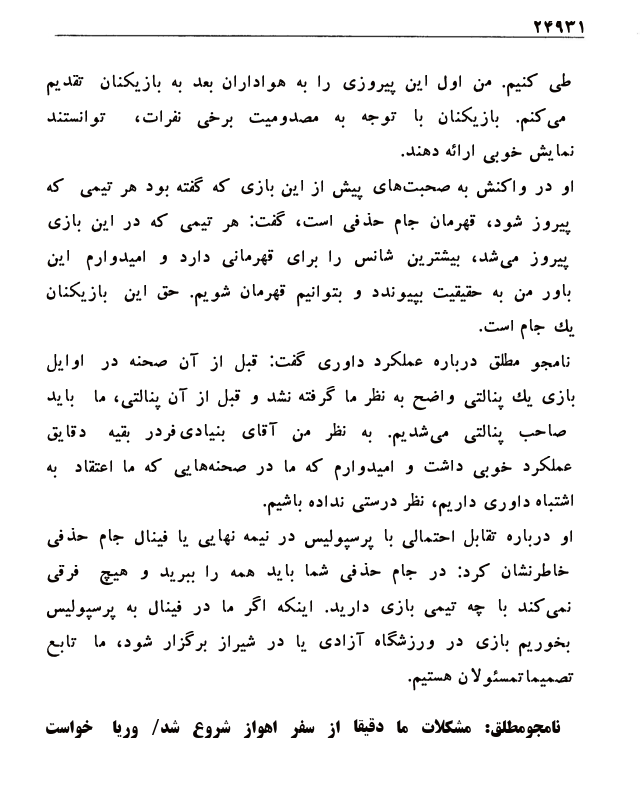 ۲۴۹۳۱
طی کنیم. من اول این پیروزی را به هواداران بعد به بازیکنان تقدیم
می‌کنم. بازیکنان با توجه به مصدومیت برخی نفرات، توانستند
نمایش خوبی ارائه دهند.
او در واکنش به صحبت‌های پیش از این بازی که گفته بود هر تیمی که
پیروز شود، قهرمان جام حذفی است، گفت: هر تیمی که در این بازی
پیروز می‌شد، بیشترین شانس را برای قهرمانی دارد و امیدوارم این
باور من به حقیقیت بپیوندد و بتوانیم قهرمان شویم. حق این بازیکنان
یك جام است.
نامجو مطلق درباره عملکرد داوری گفت: قبل از آن صحنه در اوایل
بازی یك پنالتی واضح به نظر ما گرفته نشد و قبل از آن پنالتی، ما باید
صاحب پنالتی می‌شدیم. به نظر من آقای بنیادی‌فردر بقیه دقایق
عملکرد خوبی داشت و امیدوارم که ما در صحنه‌هایی که ما اعتقاد به
اشتباه داوری داریم، نظر درستی نداده باشیم.
او درباره تقابل احتمالی با پرسپولیس در نیمه نهایی یا فینال جام حذفی
خاطرنشان کرد: در جام حذفی شما باید همه را ببرید و هیچ فرقی
نمی‌کند با چه تیمی بازی دارید. اینکه اگر ما در فینال به پرسپولیس
بخوریم بازی در ورزشگاه آزادی یا در شیراز برگزار شود، ما تابع
تصمیماتمسئولان هستیم.
نامجومطلق: مشکلات ما دقیقا از سفر اهواز شروع شد/ وریا خواست